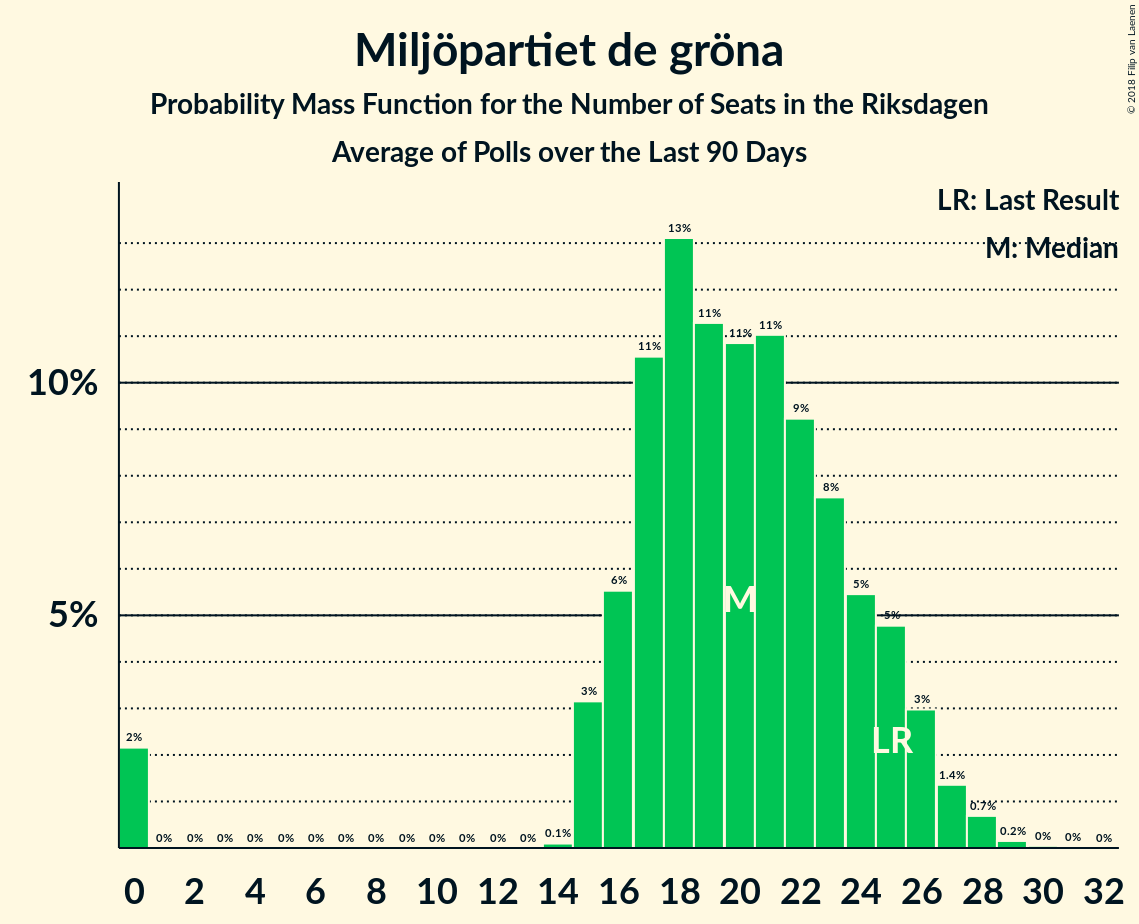 Miljöpartiet de gröna
Probability Mass Function for the Number of Seats in the Riksdagen
Average of Polls over the Last 90 Days
© 2018 Filip van Laenen
LR: Last Result
M: Median
10%
5%
2% 0% 0% 0% 0% 0% 0% 0% 0% 0% 0% 0% 0% 0% 0.1% 3% 6% 11% 13% 11% 11% 11% 9% 8% 5% 5% 3% 1.4% 0.7% 0.2% 0% 0% 0%
M
LR
0 2 4 6 8 10 12 14 16 18 20 22 24 26 28 30 32